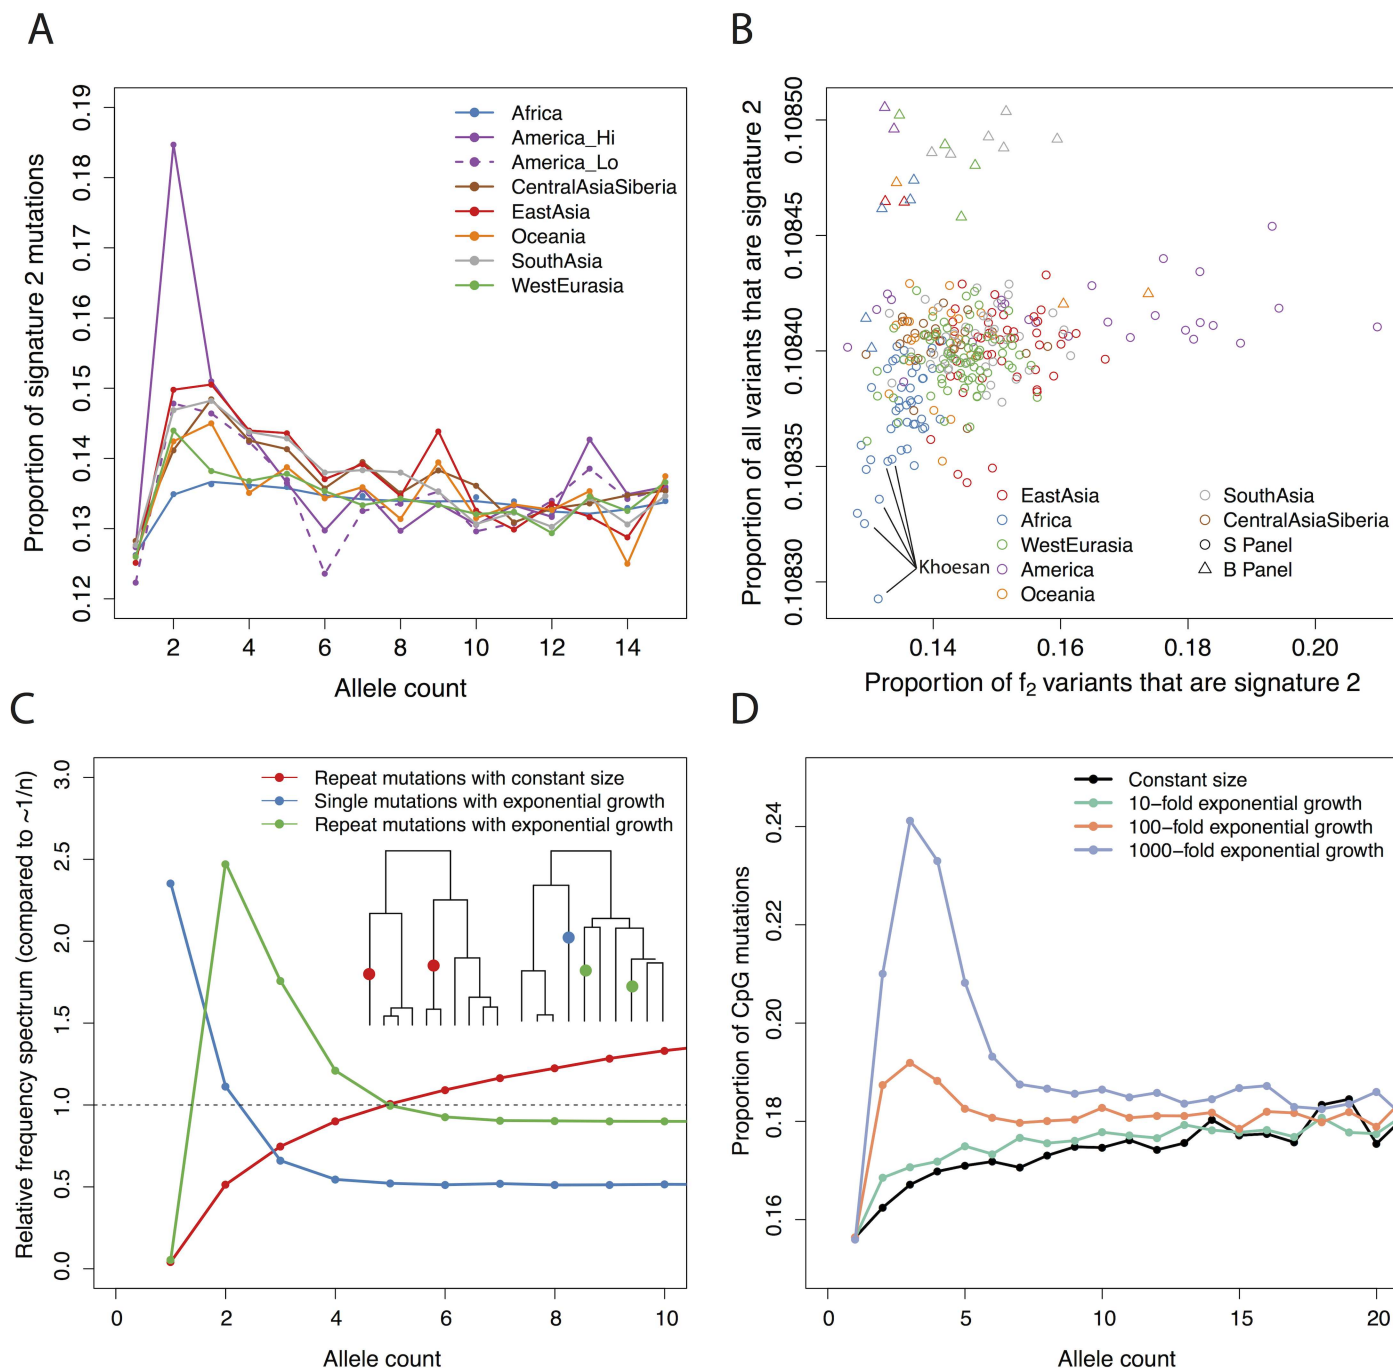 A
Proportion of signature 2 mutations
0.19
0.18
0.17
0.16
0.15
0.14
0.13
0.12
2 4 6 8 10 12 14
Allele count
Africa
America_Hi
America_Lo
CentralAsiaSiberia
EastAsia
Oceania
SouthAsia
WestEurasia
B
Proportion of all variants that are signature 2
0.10850
0.10845
0.10840
0.10835
0.10830
0.14 0.16 0.18 0.20
Proportion of f2 variants that are signature 2
Khoesan
EastAsia
Africa
WestEurasia
America
Oceania
SouthAsia
CentralAsiaSiberia
S Panel
B Panel
C
Relative frequency spectrum (compared to ~1/n)
3.0
2.5
2.0
1.5
1.0
0.5
0.0
0 2 4 6 8 10
Allele count
Repeat mutations with constant size
Single mutations with exponential growth
Repeat mutations with exponential growth
D
Proportion of CpG mutations
0.24
0.22
0.20
0.18
0.16
0 5 10 15 20
Allele count
Constant size
10−fold exponential growth
100−fold exponential growth
1000−fold exponential growth